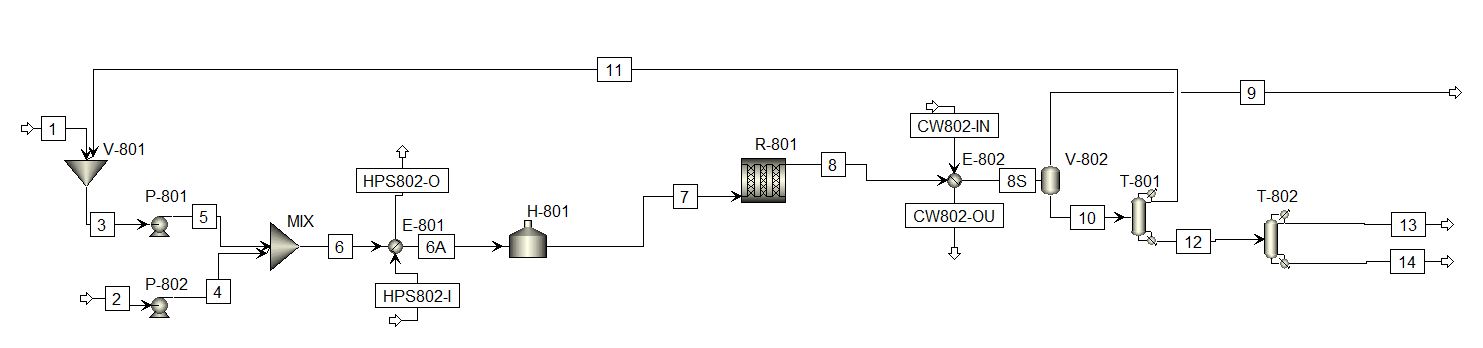 11
9
1
V-801
HPS802-O
P-801
5
3
MIX
6
E-801
6A
H-801
P-802
2
4
HPS802-I
7
R-801
8
CW802-IN
E-802
8S
CW802-OU
V-802
10
T-801
12
T-802
13
14